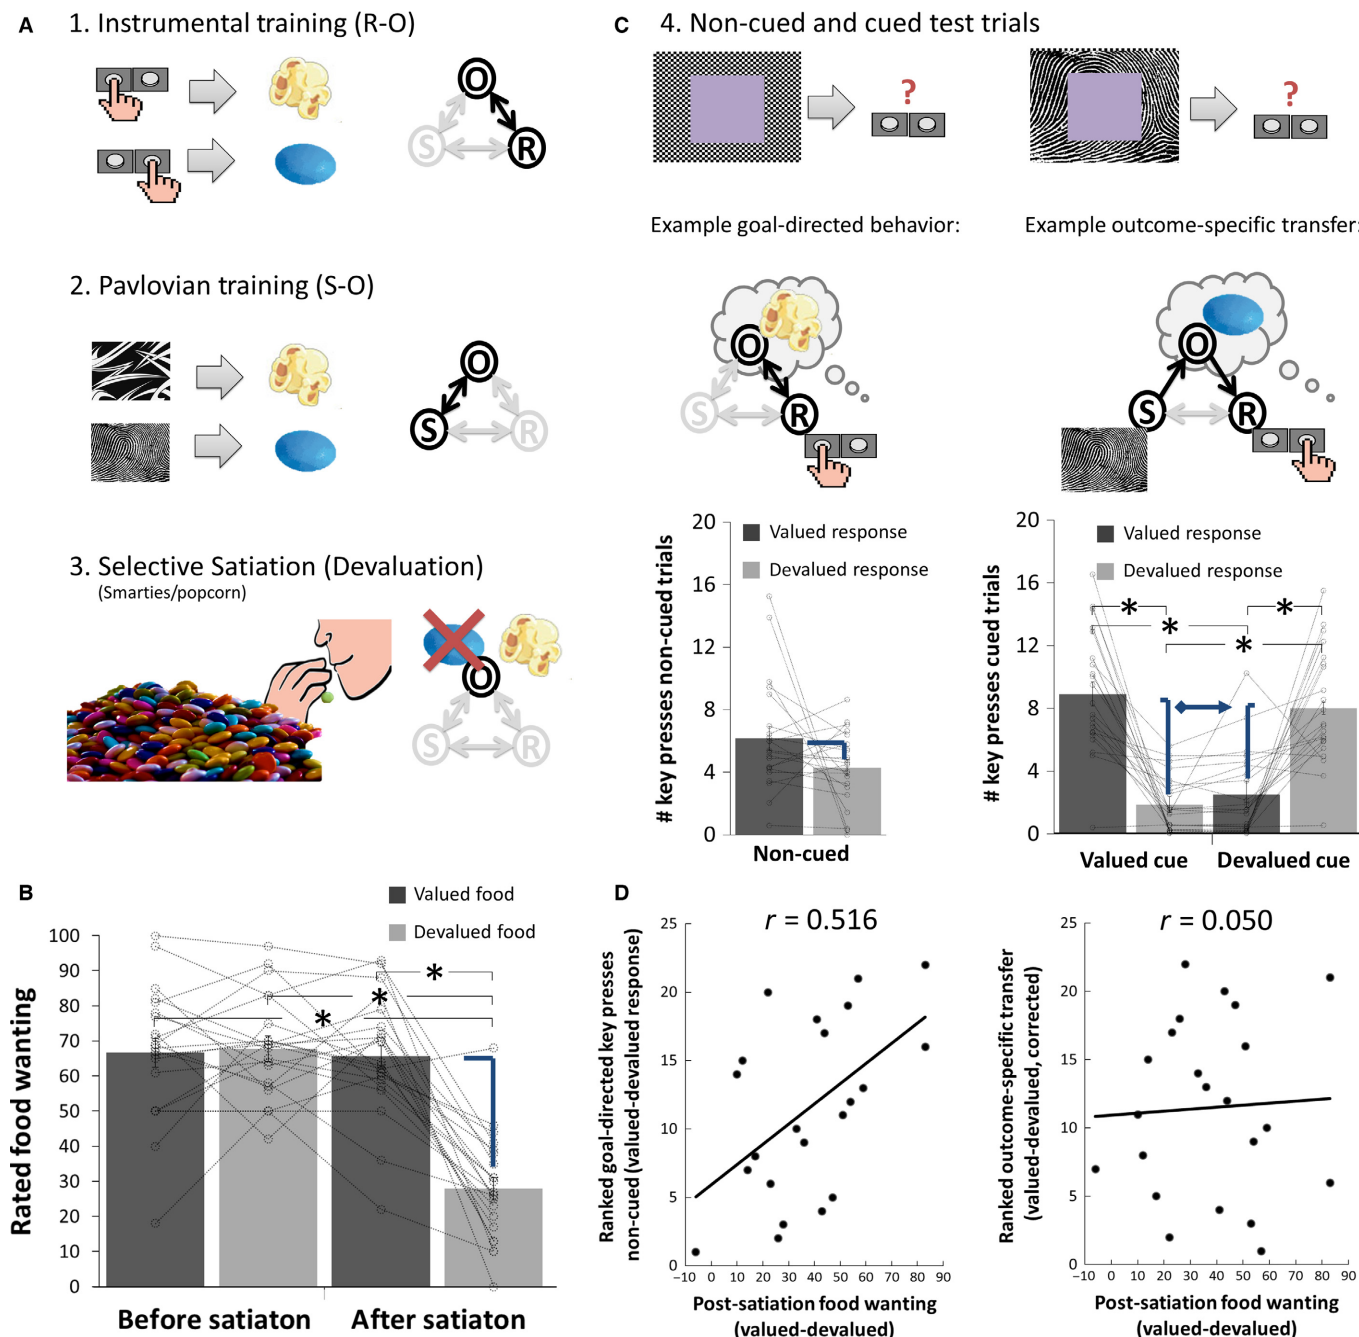 A
1. Instrumental training (R-O)
O
S
R
2. Pavlovian training (S-O)
O
S
R
3. Selective Satiation (Devaluation)
(Smarties/popcorn)
O
S
R
B
Valued food
Devalued food
Rated food wanting
100
90
80
70
60
50
40
30
20
10
0
*
*
*
Before satiaton
After satiaton
C
4. Non-cued and cued test trials
?
?
Example goal-directed behavior:
Example outcome-specific transfer:
O
S
R
O
S
R
# key presses non-cued trials
20
16
12
8
4
0
Valued response
Devalued response
Non-cued
# key presses cued trials
20
16
12
8
4
0
Valued response
Devalued response
*
*
*
*
Valued cue
Devalued cue
D
r = 0.516
Ranked goal-directed key presses
non-cued (valued-devalued response)
25
20
15
10
5
0
−10 0 10 20 30 40 50 60 70 80 90
Post-satiation food wanting
(valued-devalued)
r = 0.050
Ranked outcome-specific transfer
(valued-devalued, corrected)
25
20
15
10
5
0
−10 0 10 20 30 40 50 60 70 80 90
Post-satiation food wanting
(valued-devalued)